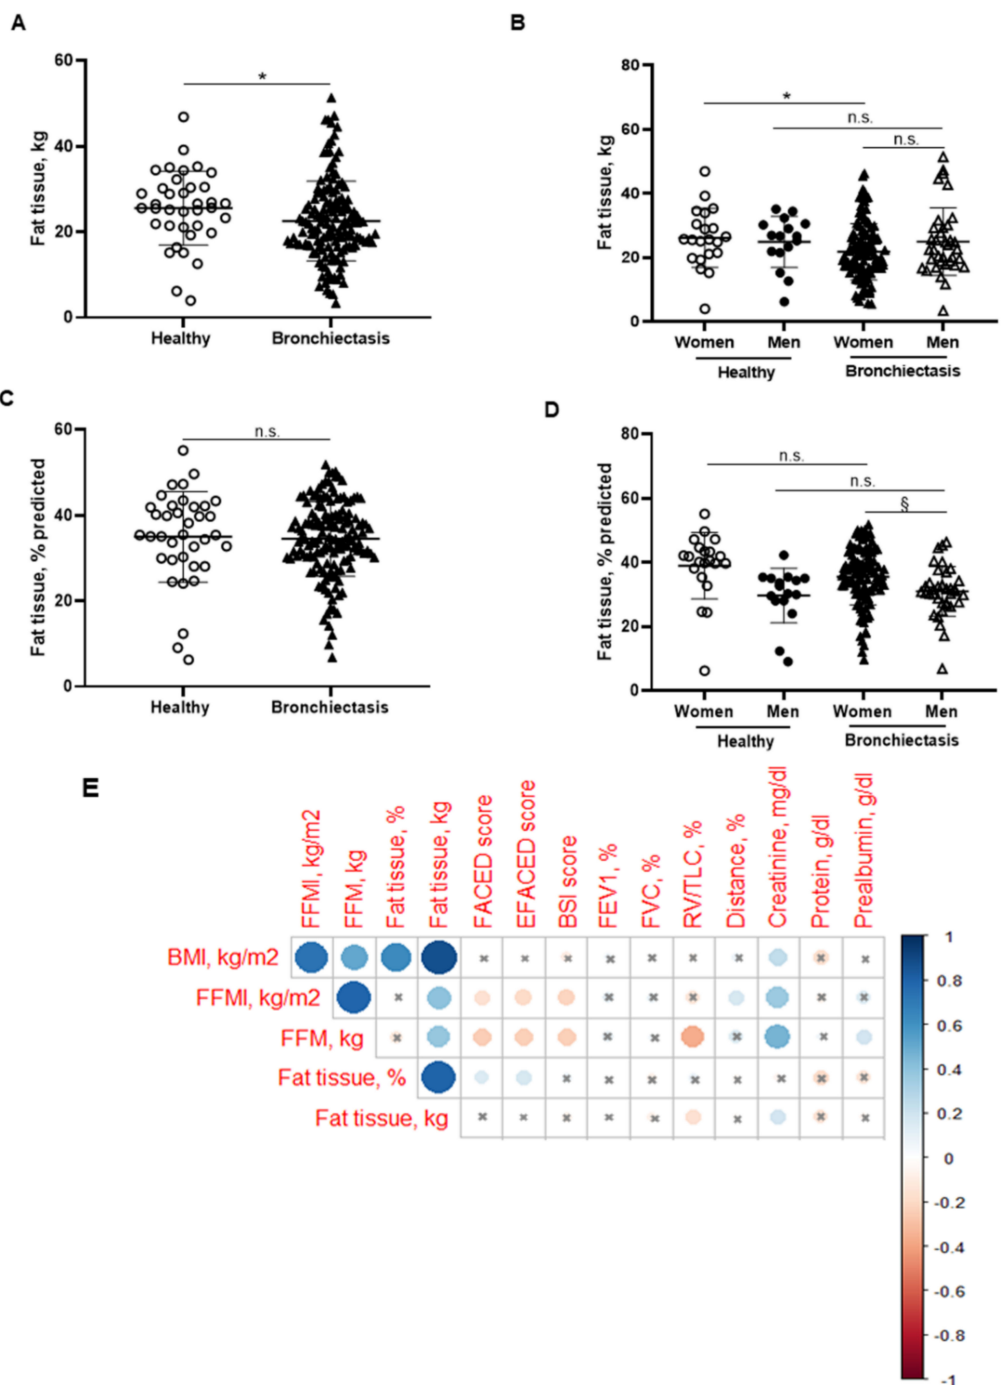 A
B
60
40
20
0
Fat tissue, kg
*
Healthy
Bronchiectasis
80
60
40
20
0
Fat tissue, kg
*
n.s.
n.s.
Women
Men
Women
Men
Healthy
Bronchiectasis
C
D
60
40
20
0
Fat tissue, % predicted
n.s.
Healthy
Bronchiectasis
80
60
40
20
0
Fat tissue, % predicted
n.s.
n.s.
§
Women
Men
Women
Men
Healthy
Bronchiectasis
E
FFMI, kg/m2
FFM, kg
Fat tissue, %
Fat tissue, kg
FACED score
EFACED score
BSI score
FEV1, %
FVC, %
RV/TLC, %
Distance, %
Creatinine, mg/dl
Protein, g/dl
Prealbumin, g/dl
BMI, kg/m2
FFMI, kg/m2
FFM, kg
Fat tissue, %
Fat tissue, kg
1
0.8
0.6
0.4
0.2
0
-0.2
-0.4
-0.6
-0.8
-1